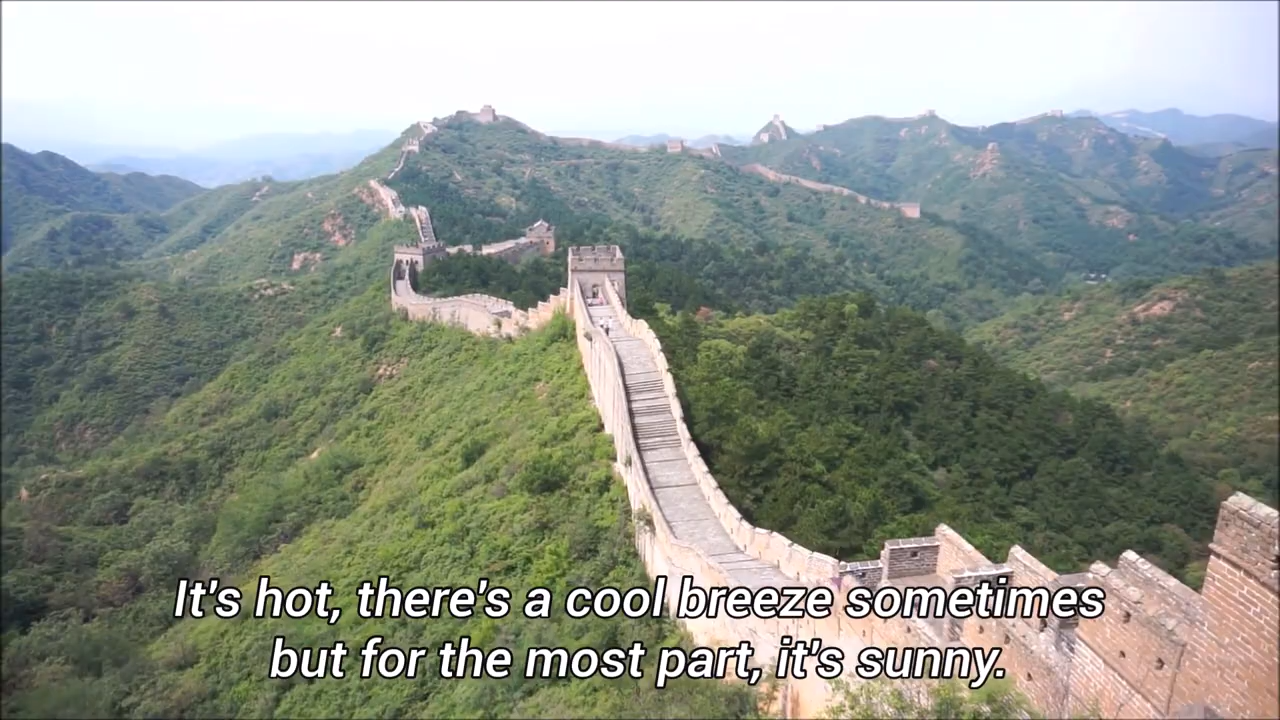 It's hot, there's a cool breeze sometimes
but for the most part, it's sunny.